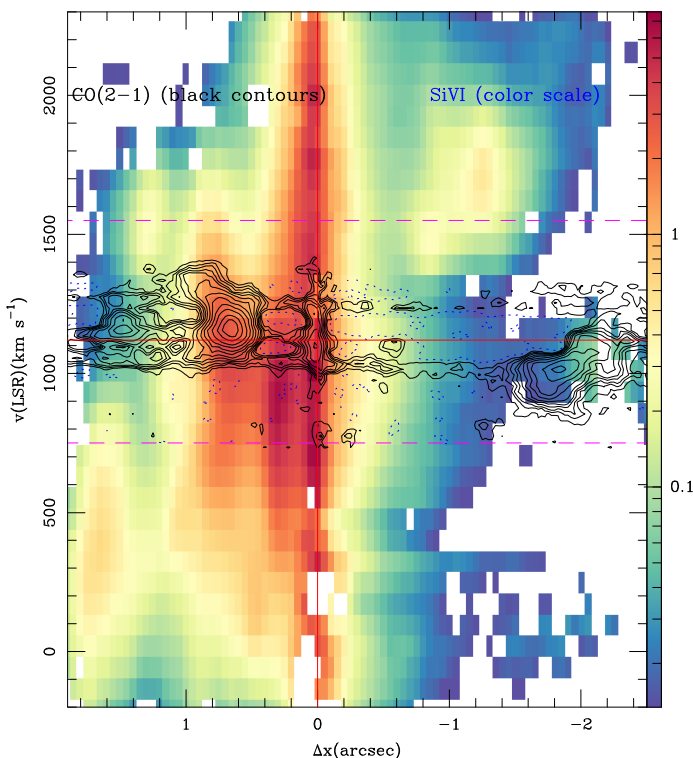 CO(2−1) (black contours) SiVI (color scale)
2000
1500
1000
500
0
v(LSR)(km s⁻¹)
1 0 −1 −2
Δx(arcsec)
1
0.1